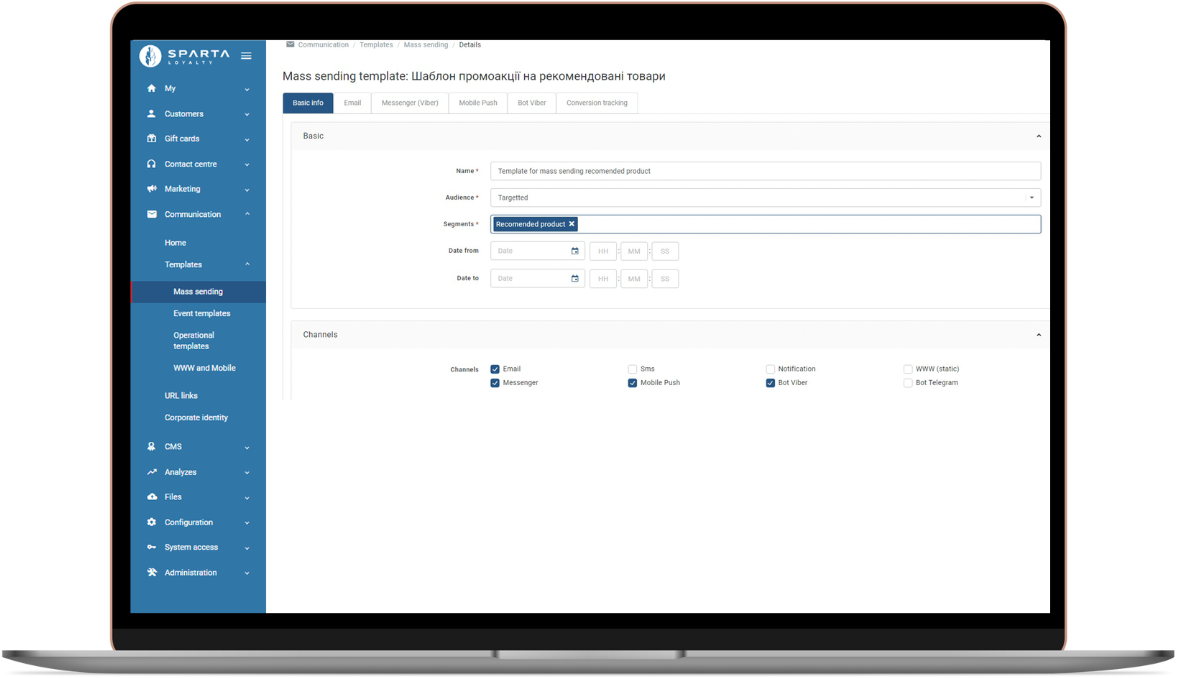 SPARTA
LOYALTY
My
Customers
Gift cards
Contact centre
Marketing
Communication
Home
Templates
Mass sending
Event templates
Operational
templates
WWW and Mobile
URL links
Corporate identity
CMS
Analyzes
Files
Configuration
System access
Administration
Communication / Templates / Mass sending / Details
Mass sending template: Шаблон промоакції на рекомендовані товари
Basic info Email Messenger (Viber) Mobile Push Bot Viber Conversion tracking
Basic
Name * Template for mass sending recomended product
Audience * Targetted
Segments * Recomended product ×
Date from Date HH : MM : SS
Date to Date HH : MM : SS
Channels
Channels Email Sms Notification WWW (static)
Messenger Mobile Push Bot Viber Bot Telegram